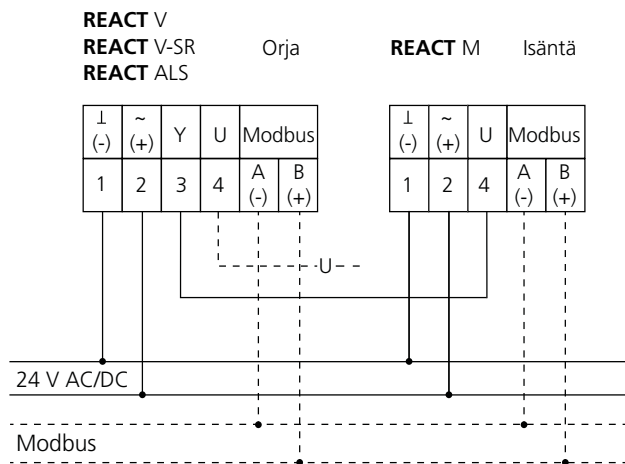 REACT V
REACT V-SR Orja REACT M Isäntä
REACT ALS
⊥ ~ Y U Modbus ⊥ ~ U Modbus
(-) (+) (-) (+)
1 2 3 4 A B 1 2 4 A B
(-) (+) (-) (+)
U
24 V AC/DC
Modbus